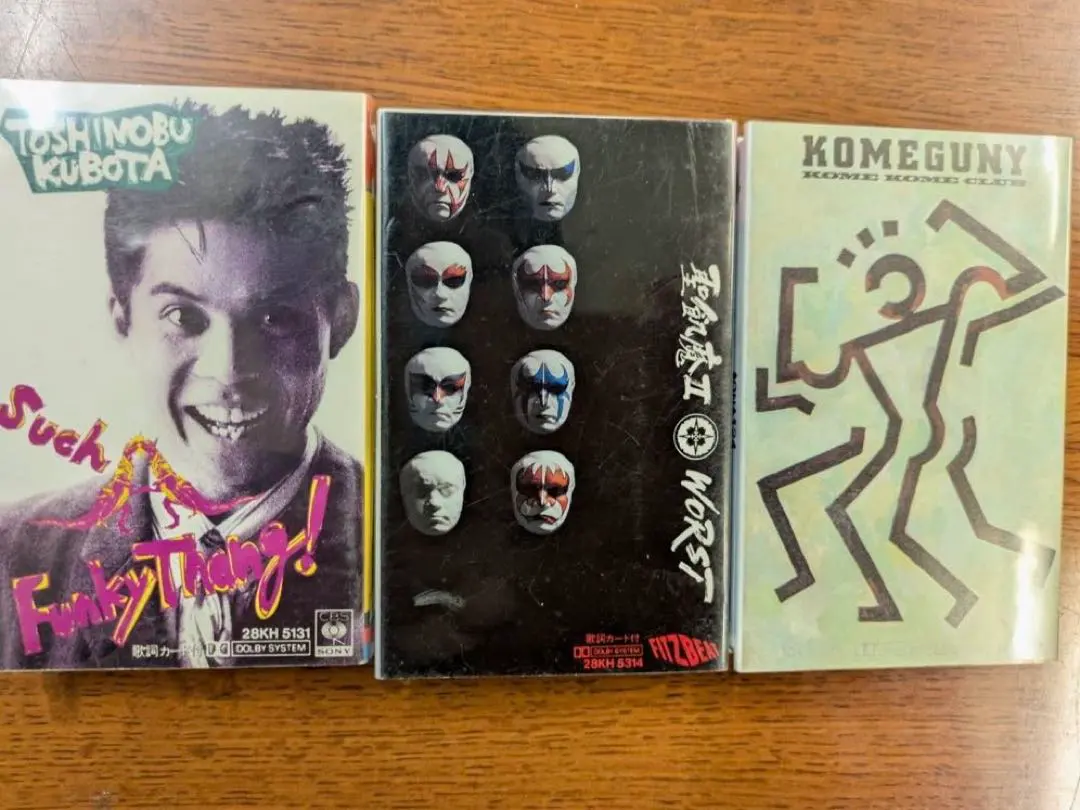 TOSHINOBU
KUBOTA
Such A
Funky Thang!
28KH 5131
歌詞カード付 DOLBY SYSTEM
CBS
SONY
聖飢魔II WORST
歌詞カード付
DOLBY SYSTEM
28KH 5314
FITZBEAT
KOMEGUNY
KOME KOME CLUB